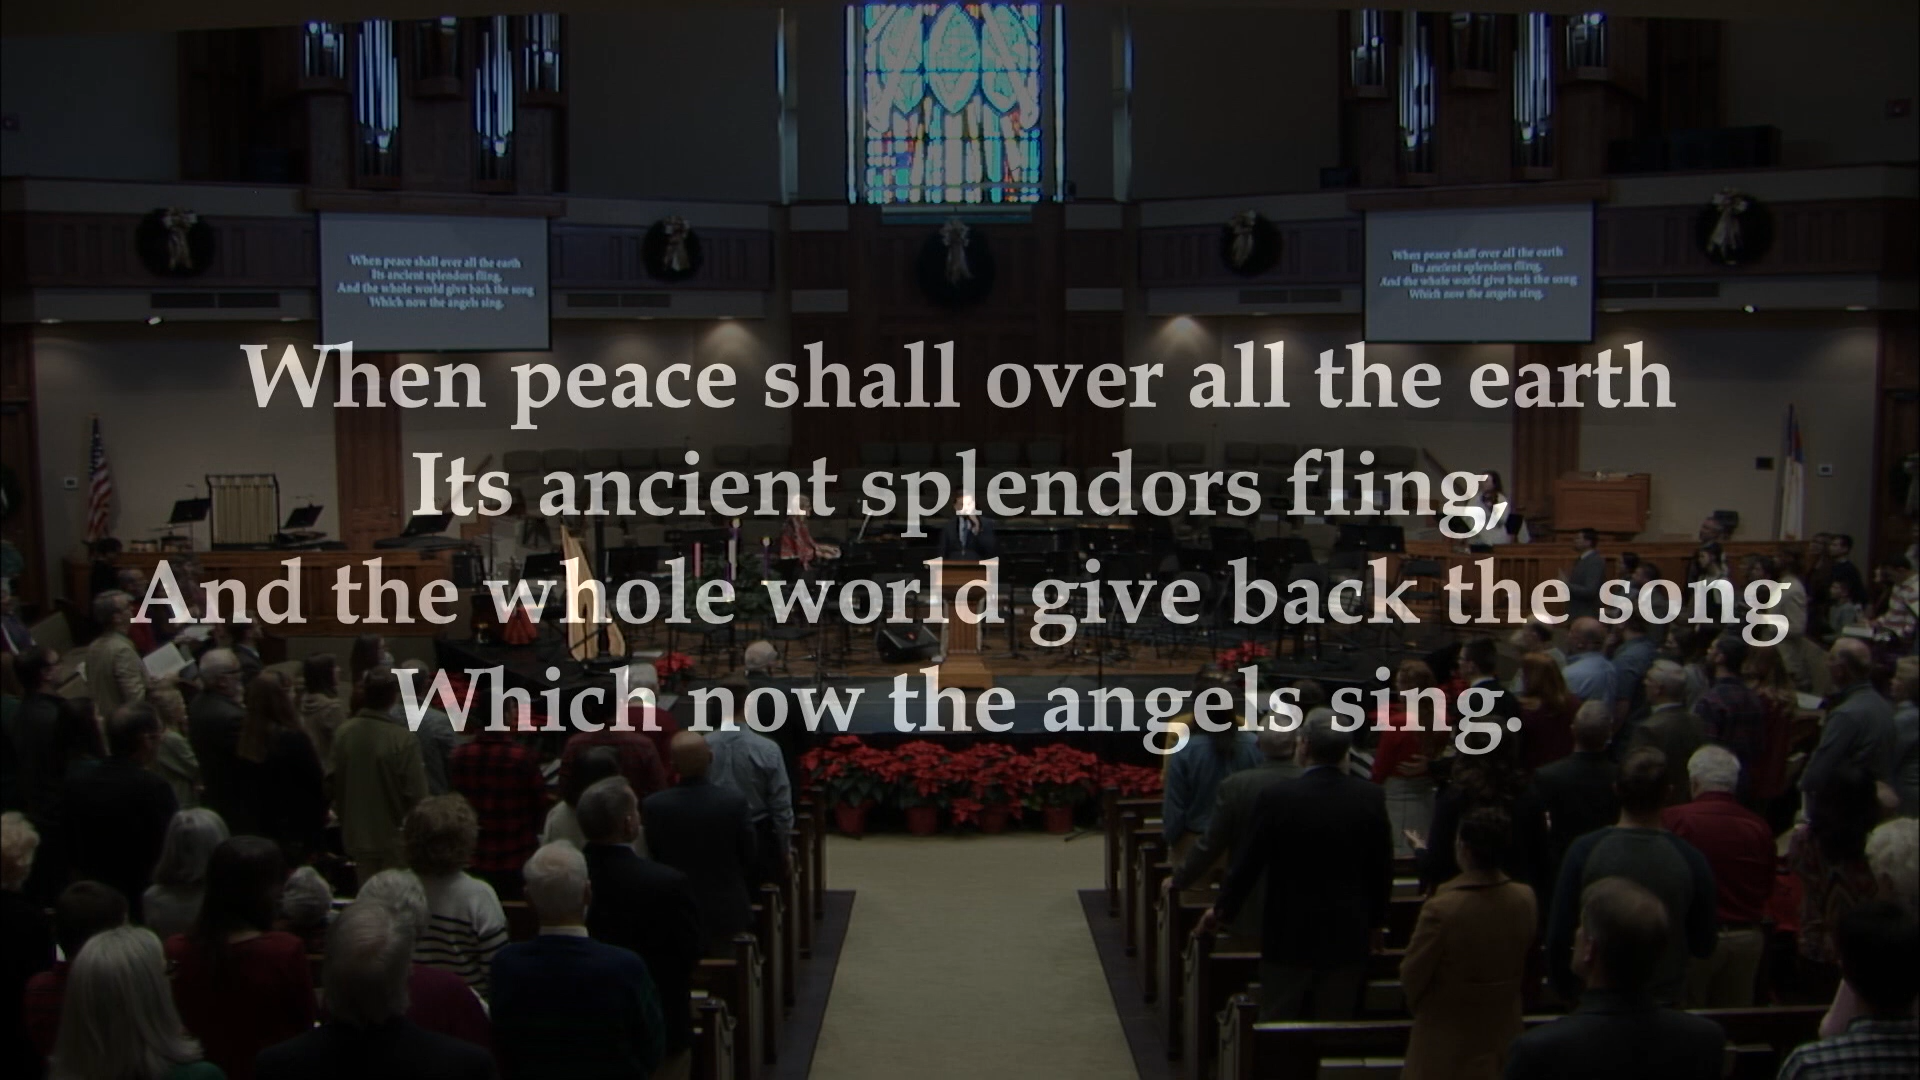 When peace shall over all the earth
Its ancient splendors fling,
And the whole world give back the song
Which now the angels sing.
When peace shall over all the earth
Its ancient splendors fling,
And the whole world give back the song
Which now the angels sing.
When peace shall over all the earth
Its ancient splendors fling,
And the whole world give back the song
Which now the angels sing.